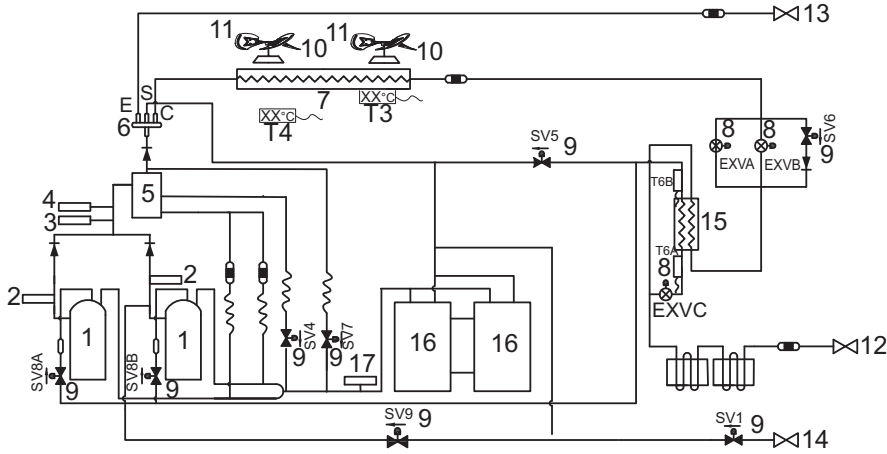 11 11 13
10 10
E S C
7
6
XX°C T4
XX°C T3
8 8 SV6
EXVA EXVB 9
SV5 9
5
4
3
T6B
15
T6A
8
EXVC
2 2
1 1
SV8A 9
SV8B 9
SV4 9
SV7 9
17
16 16
12
SV9 9
SV1 9
14